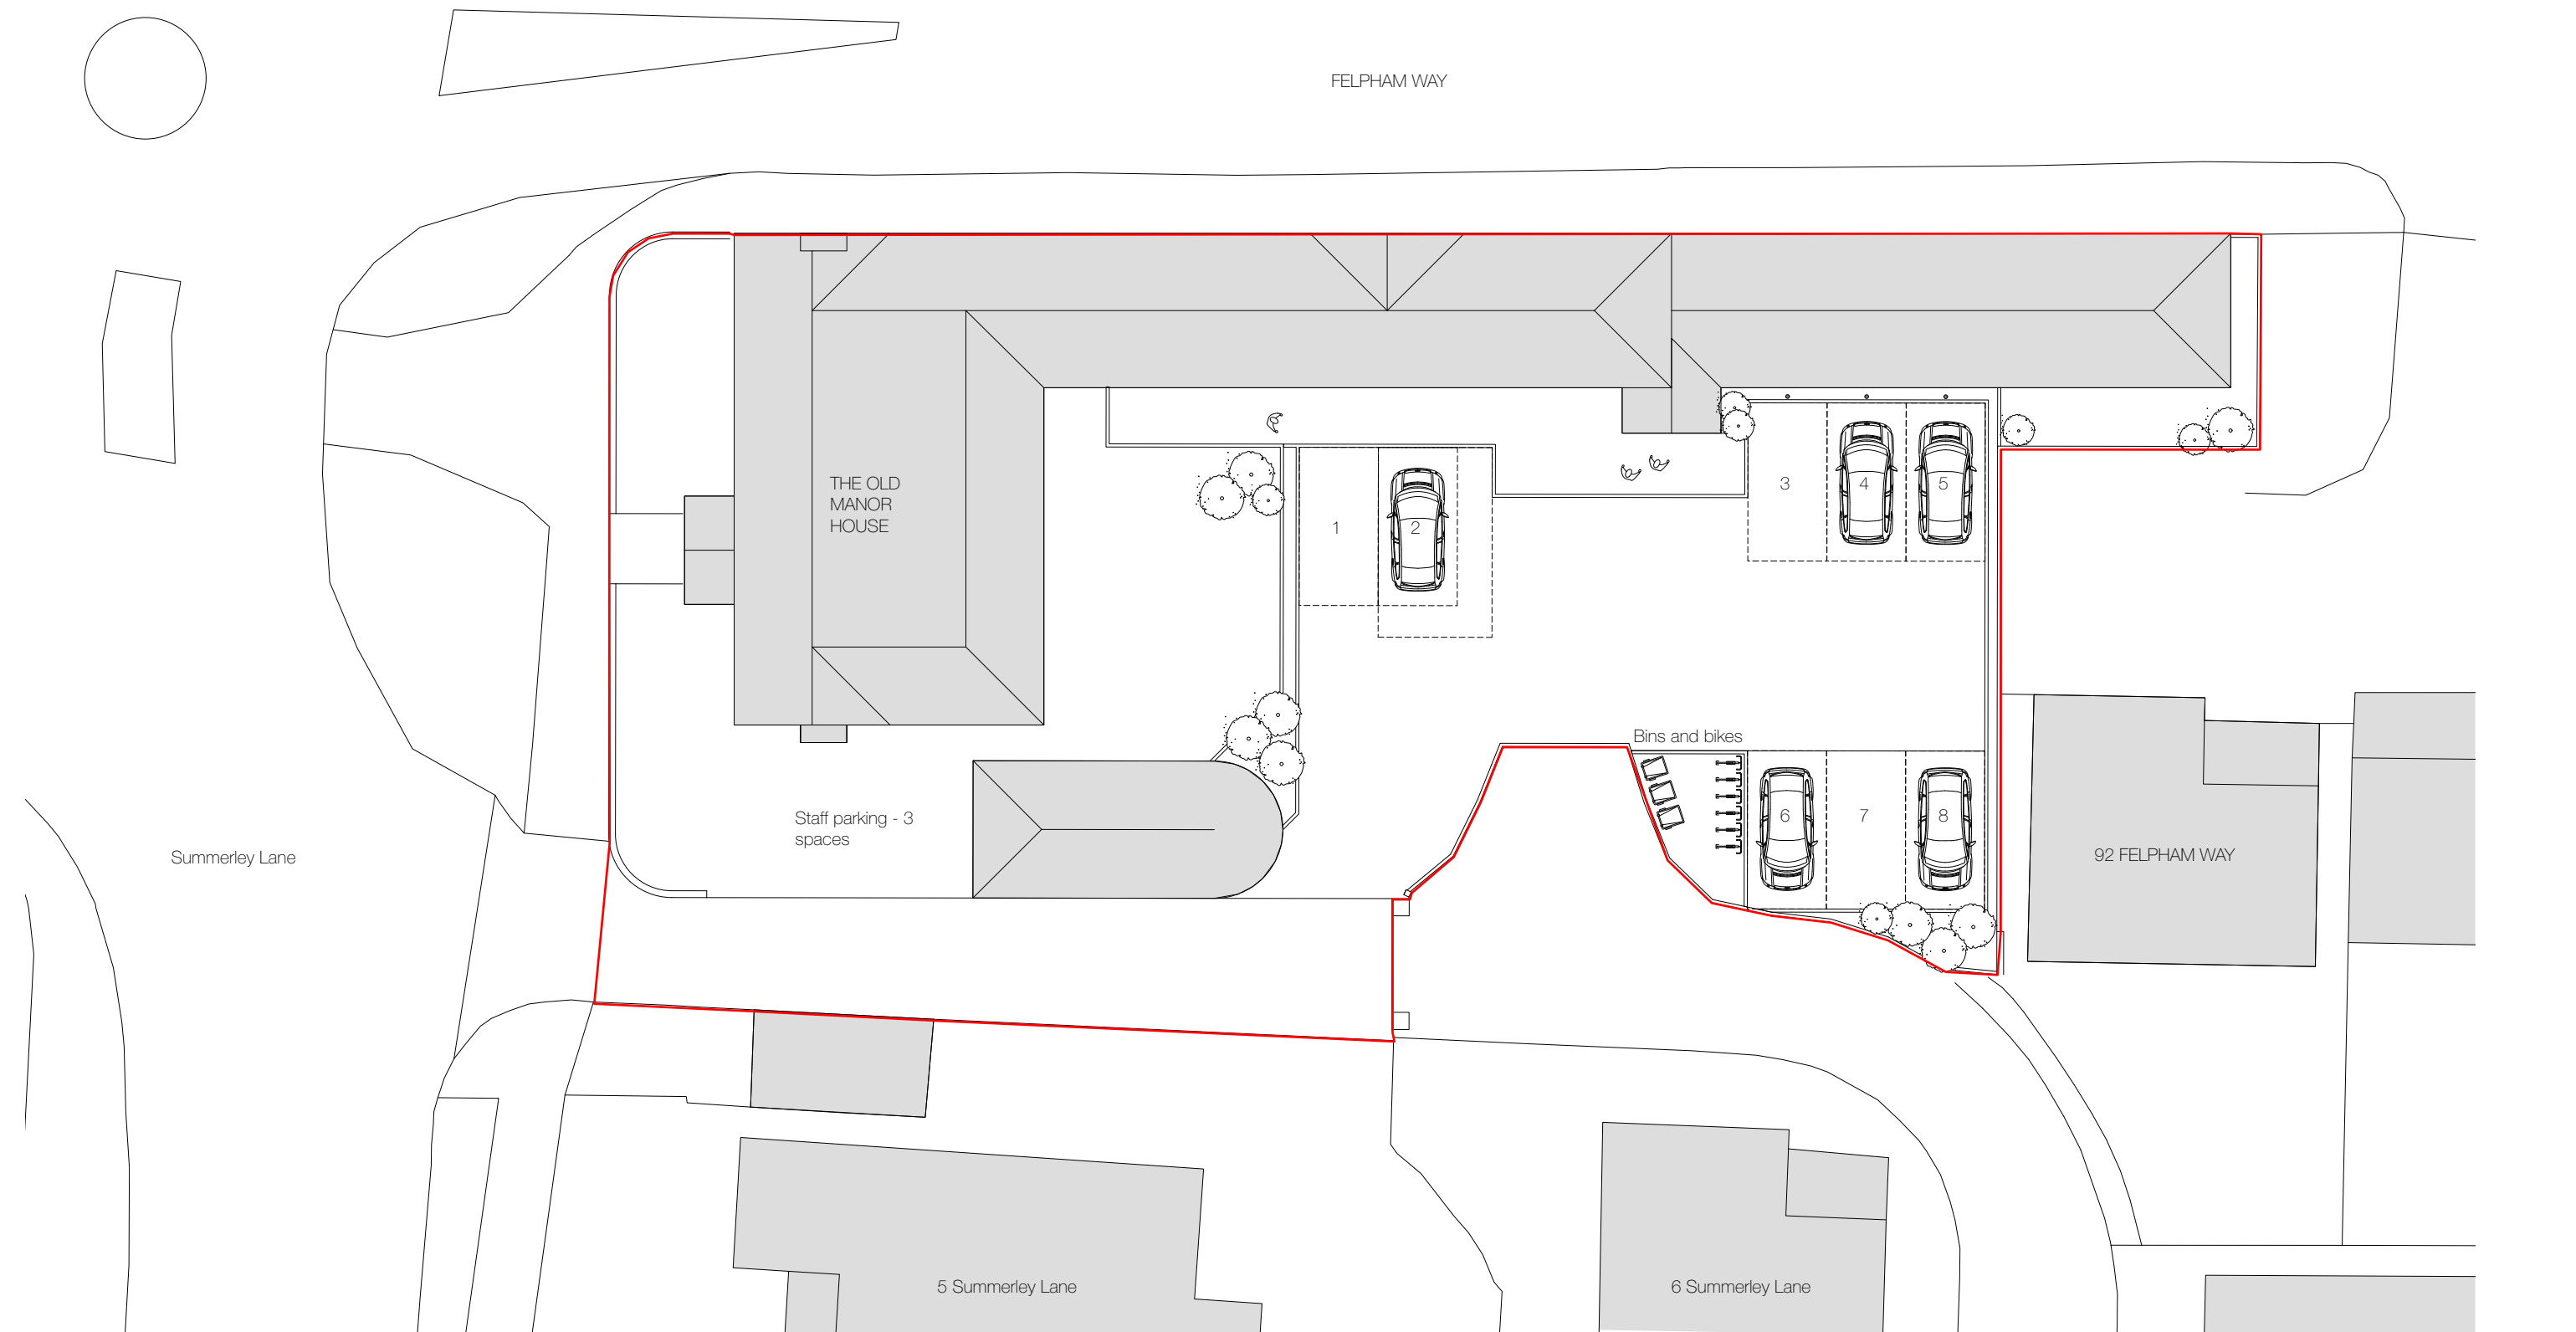 FELPHAM WAY
THE OLD
MANOR
HOUSE
1
2
3
4
5
Bins and bikes
6
7
8
Staff parking - 3
spaces
Summerley Lane
92 FELPHAM WAY
5 Summerley Lane
6 Summerley Lane